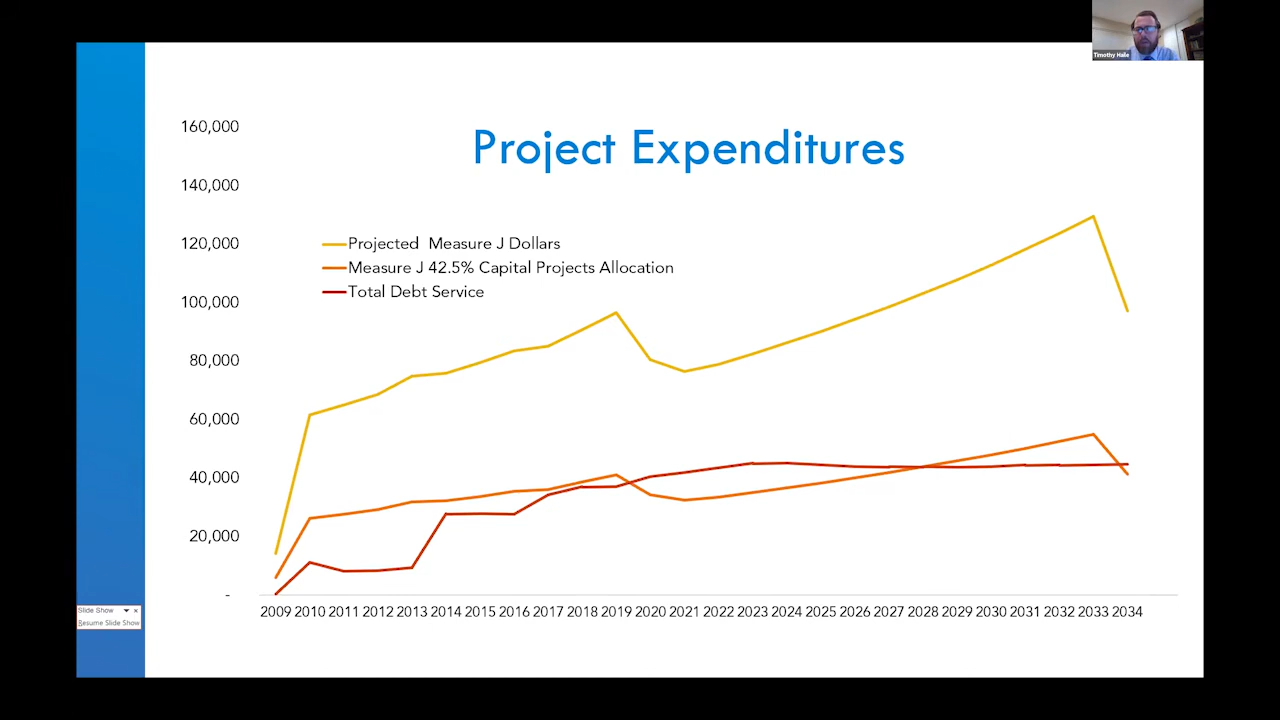 Timothy Haile
Project Expenditures
160,000
140,000
120,000
100,000
80,000
60,000
40,000
20,000
-
Projected Measure J Dollars
Measure J 42.5% Capital Projects Allocation
Total Debt Service
2009 2010 2011 2012 2013 2014 2015 2016 2017 2018 2019 2020 2021 2022 2023 2024 2025 2026 2027 2028 2029 2030 2031 2032 2033 2034
Slide Show
Resume Slide Show